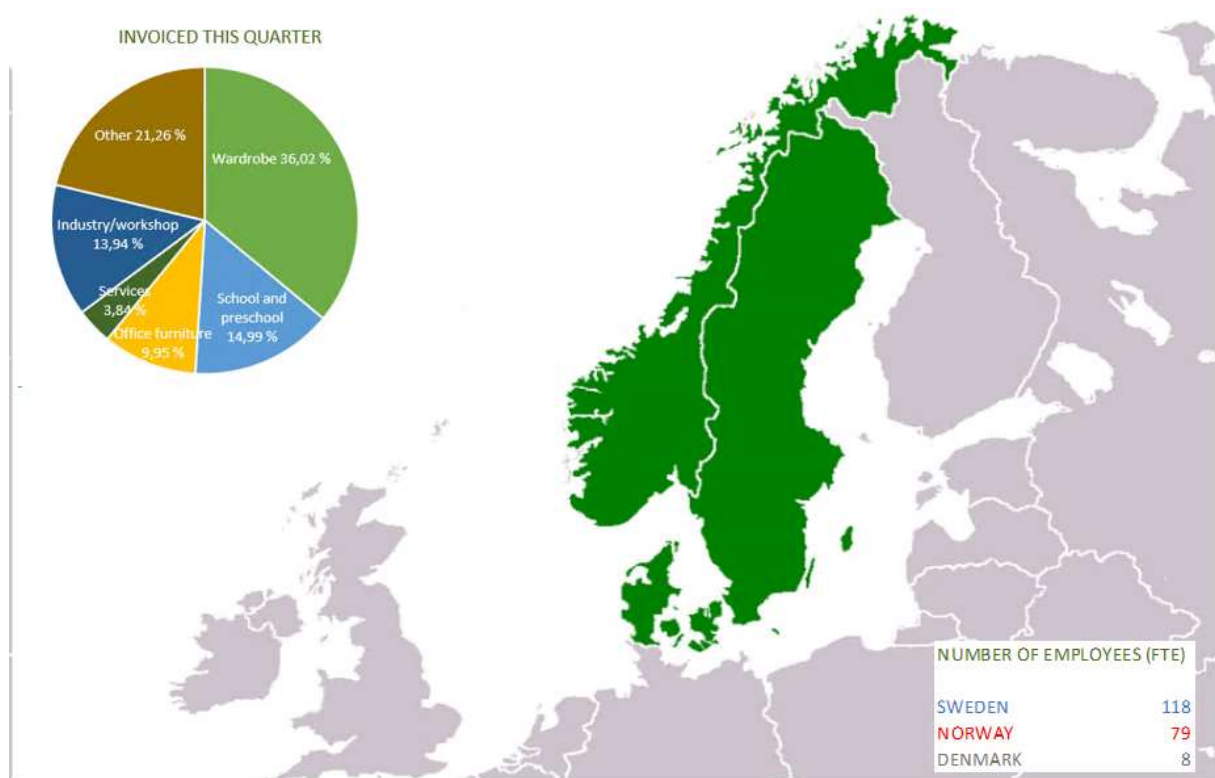 INVOICED THIS QUARTER
Other 21,26 %
Wardrobe 36,02 %
Industry/workshop
13,94 %
Services
3,84 %
School and
preschool
14,99 %
Office furniture
9,95 %
NUMBER OF EMPLOYEES (FTE)
SWEDEN 118
NORWAY 79
DENMARK 8